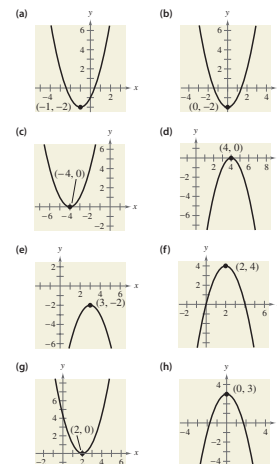 (a) (b)
y y
6 6
4 4
2 2
-4 2 x -4 4 x
(-1, -2) (0, -2)
(c) (d)
y y
6 (4, 0)
4 2 4 6 8 x
(-4, 0) -2
2 -4
-6 -4 -2 x -6
-2
(e) (f)
y y
2 4 (2, 4)
2 4 6 x 2
(3, -2) -2 2 6 x
-2
-4
-6
(g) (h)
y y
6 4 (0, 3)
4 2
(2, 0) -4 4 x
2 -2
-2 2 4 6 x -4